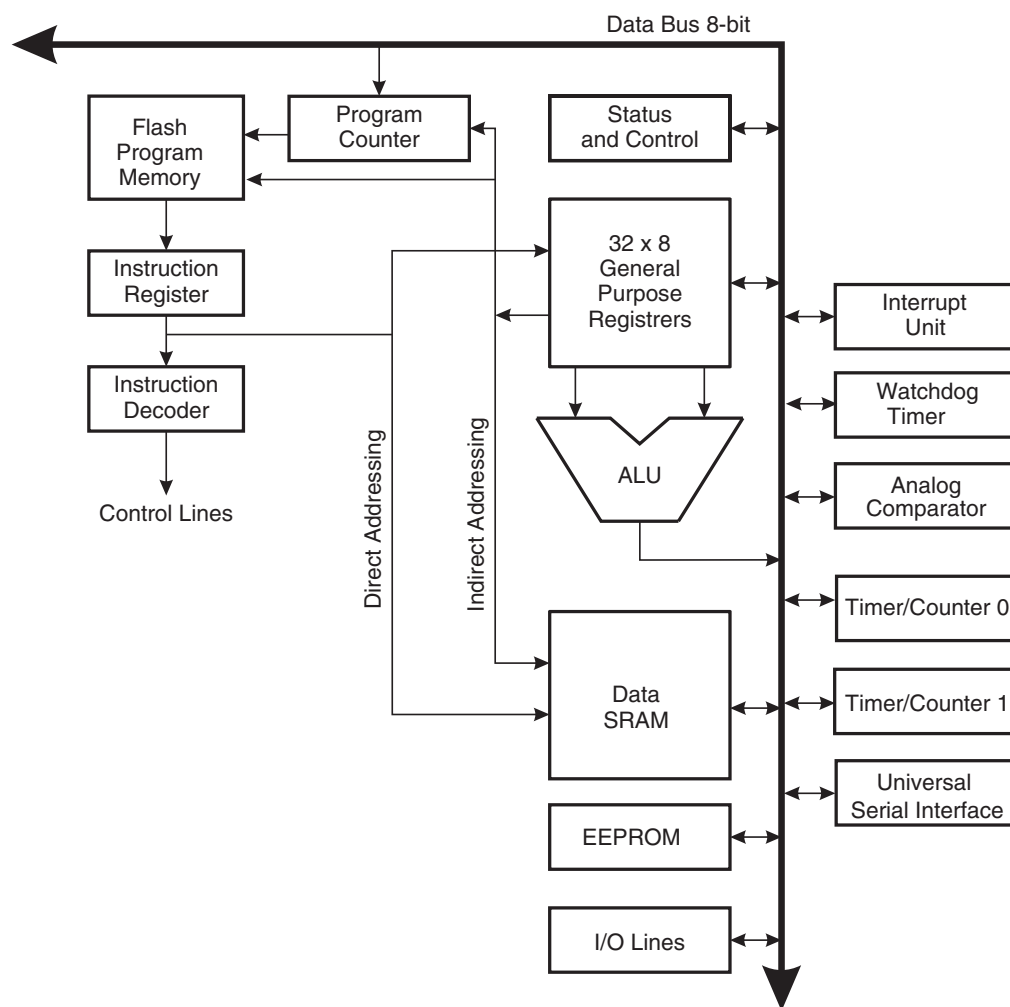 Data Bus 8-bit
Flash
Program
Memory
Program
Counter
Status
and Control
32 x 8
General
Purpose
Registrers
Instruction
Register
Interrupt
Unit
Instruction
Decoder
Watchdog
Timer
Direct Addressing
Indirect Addressing
ALU
Analog
Comparator
Control Lines
Timer/Counter 0
Data
SRAM
Timer/Counter 1
Universal
Serial Interface
EEPROM
I/O Lines